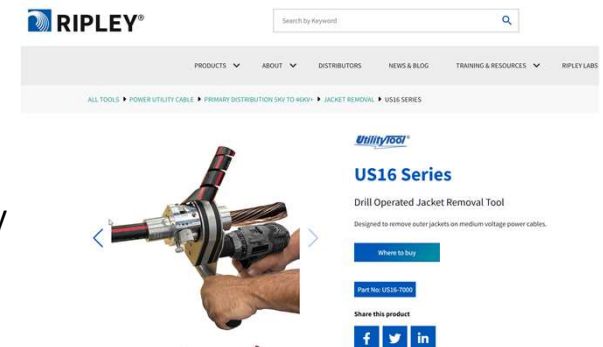 RIPLEY®
Search by Keyword
PRODUCTS ABOUT DISTRIBUTORS NEWS & BLOG TRAINING & RESOURCES RIPLEY LABS
ALL TOOLS POWER UTILITY CABLE PRIMARY DISTRIBUTION 5KV TO 46KV+ JACKET REMOVAL US16 SERIES
UtilityTool®
US16 Series
Drill Operated Jacket Removal Tool
Designed to remove outer jackets on medium voltage power cables.
Where to buy
Part No: US16-7000
Share this product